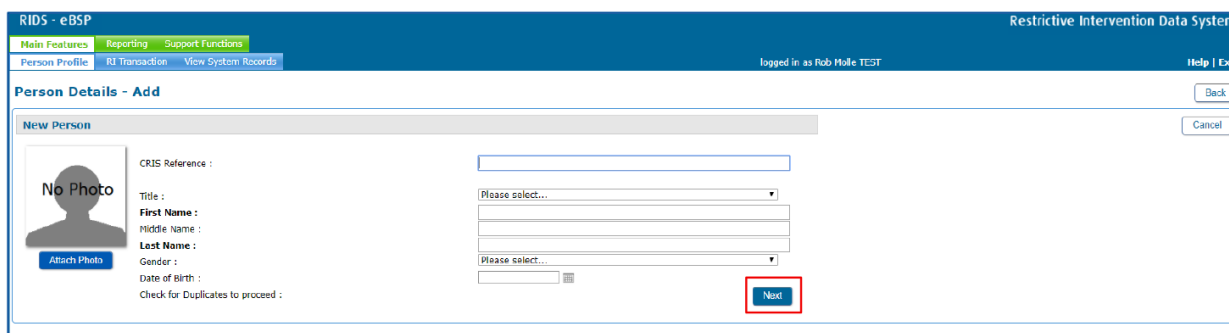 RIDS - eBSP Restrictive Intervention Data System
Main Features Reporting Support Functions
Person Profile RI Transaction View System Records logged in as Rob Molle TEST Help |
Person Details - Add Back
New Person Cancel
No Photo
CRIS Reference :
Title : Please select...
First Name :
Middle Name :
Last Name :
Attach Photo Gender : Please select...
Date of Birth :
Check for Duplicates to proceed : Next